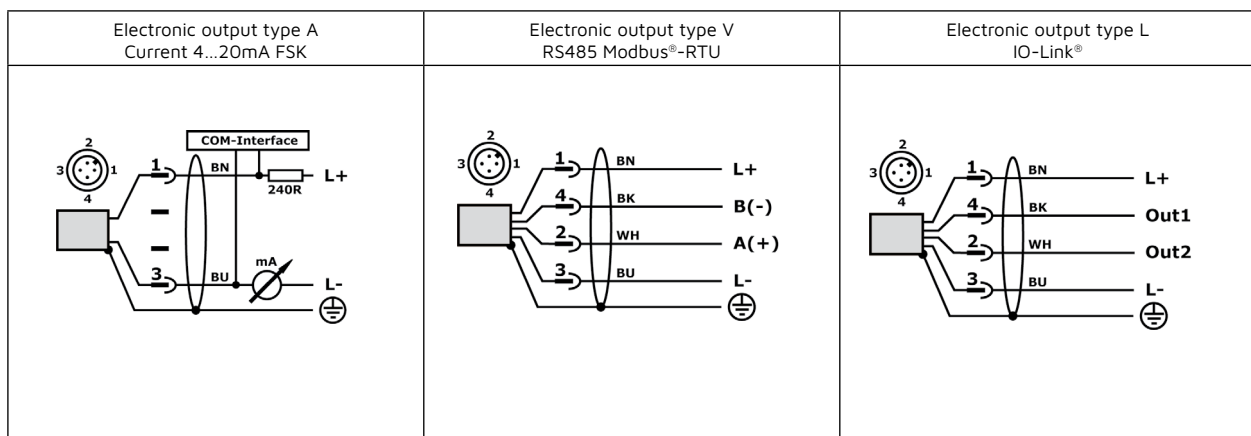 Electronic output type A
Current 4...20mA FSK
Electronic output type V
RS485 Modbus®-RTU
Electronic output type L
IO-Link®
COM-Interface
2
3
1
4
1
BN
240R
L+
mA
3
BU
L-
2
3
1
4
1
BN
L+
4
BK
B(-)
2
WH
A(+)
3
BU
L-
2
3
1
4
1
BN
L+
4
BK
Out1
2
WH
Out2
3
BU
L-